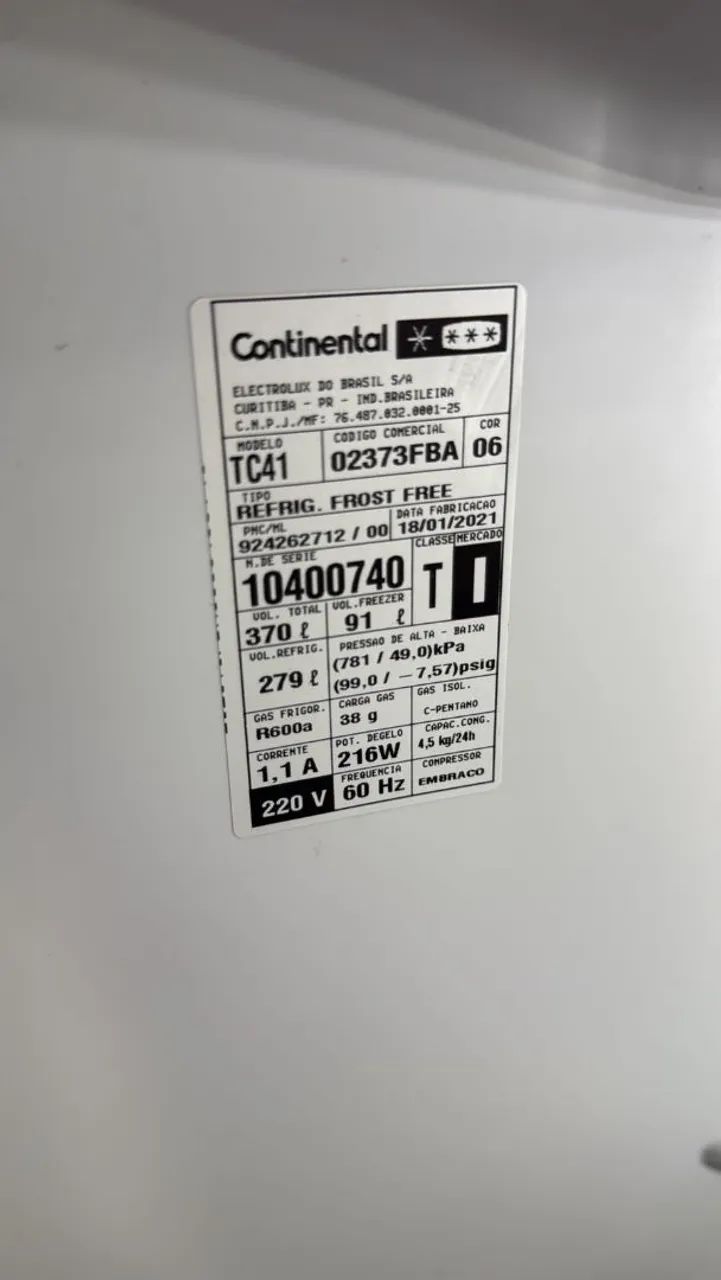 Continental
ELECTROLUX DO BRASIL S/A
CURITIBA - PR - IND.BRASILEIRA
C.N.P.J./MF: 76.487.032.0001-25
MODELO CODIGO COMERCIAL COR
TC41 02373FBA 06
TIPO
REFRIG. FROST FREE
PNC/ML DATA FABRICACAO
924262712 / 00 18/01/2021
N.DE SERIE CLASSE MERCADO
10400740 T I
VOL. TOTAL VOL.FREEZER
370 ℓ 91 ℓ
VOL.REFRIG. PRESSAO DE ALTA - BAIXA
279 ℓ (781 / 49,0)kPa
(99,0 / - 7,57)psig
GAS FRIGOR. CARGA GAS GAS ISOL.
R600a 38 g C-PENTANO
CORRENTE POT. DEGELO CAPAC.CONG.
1,1 A 216W 4,5 kg/24h
220 V FREQUENCIA COMPRESSOR
60 Hz EMBRACO